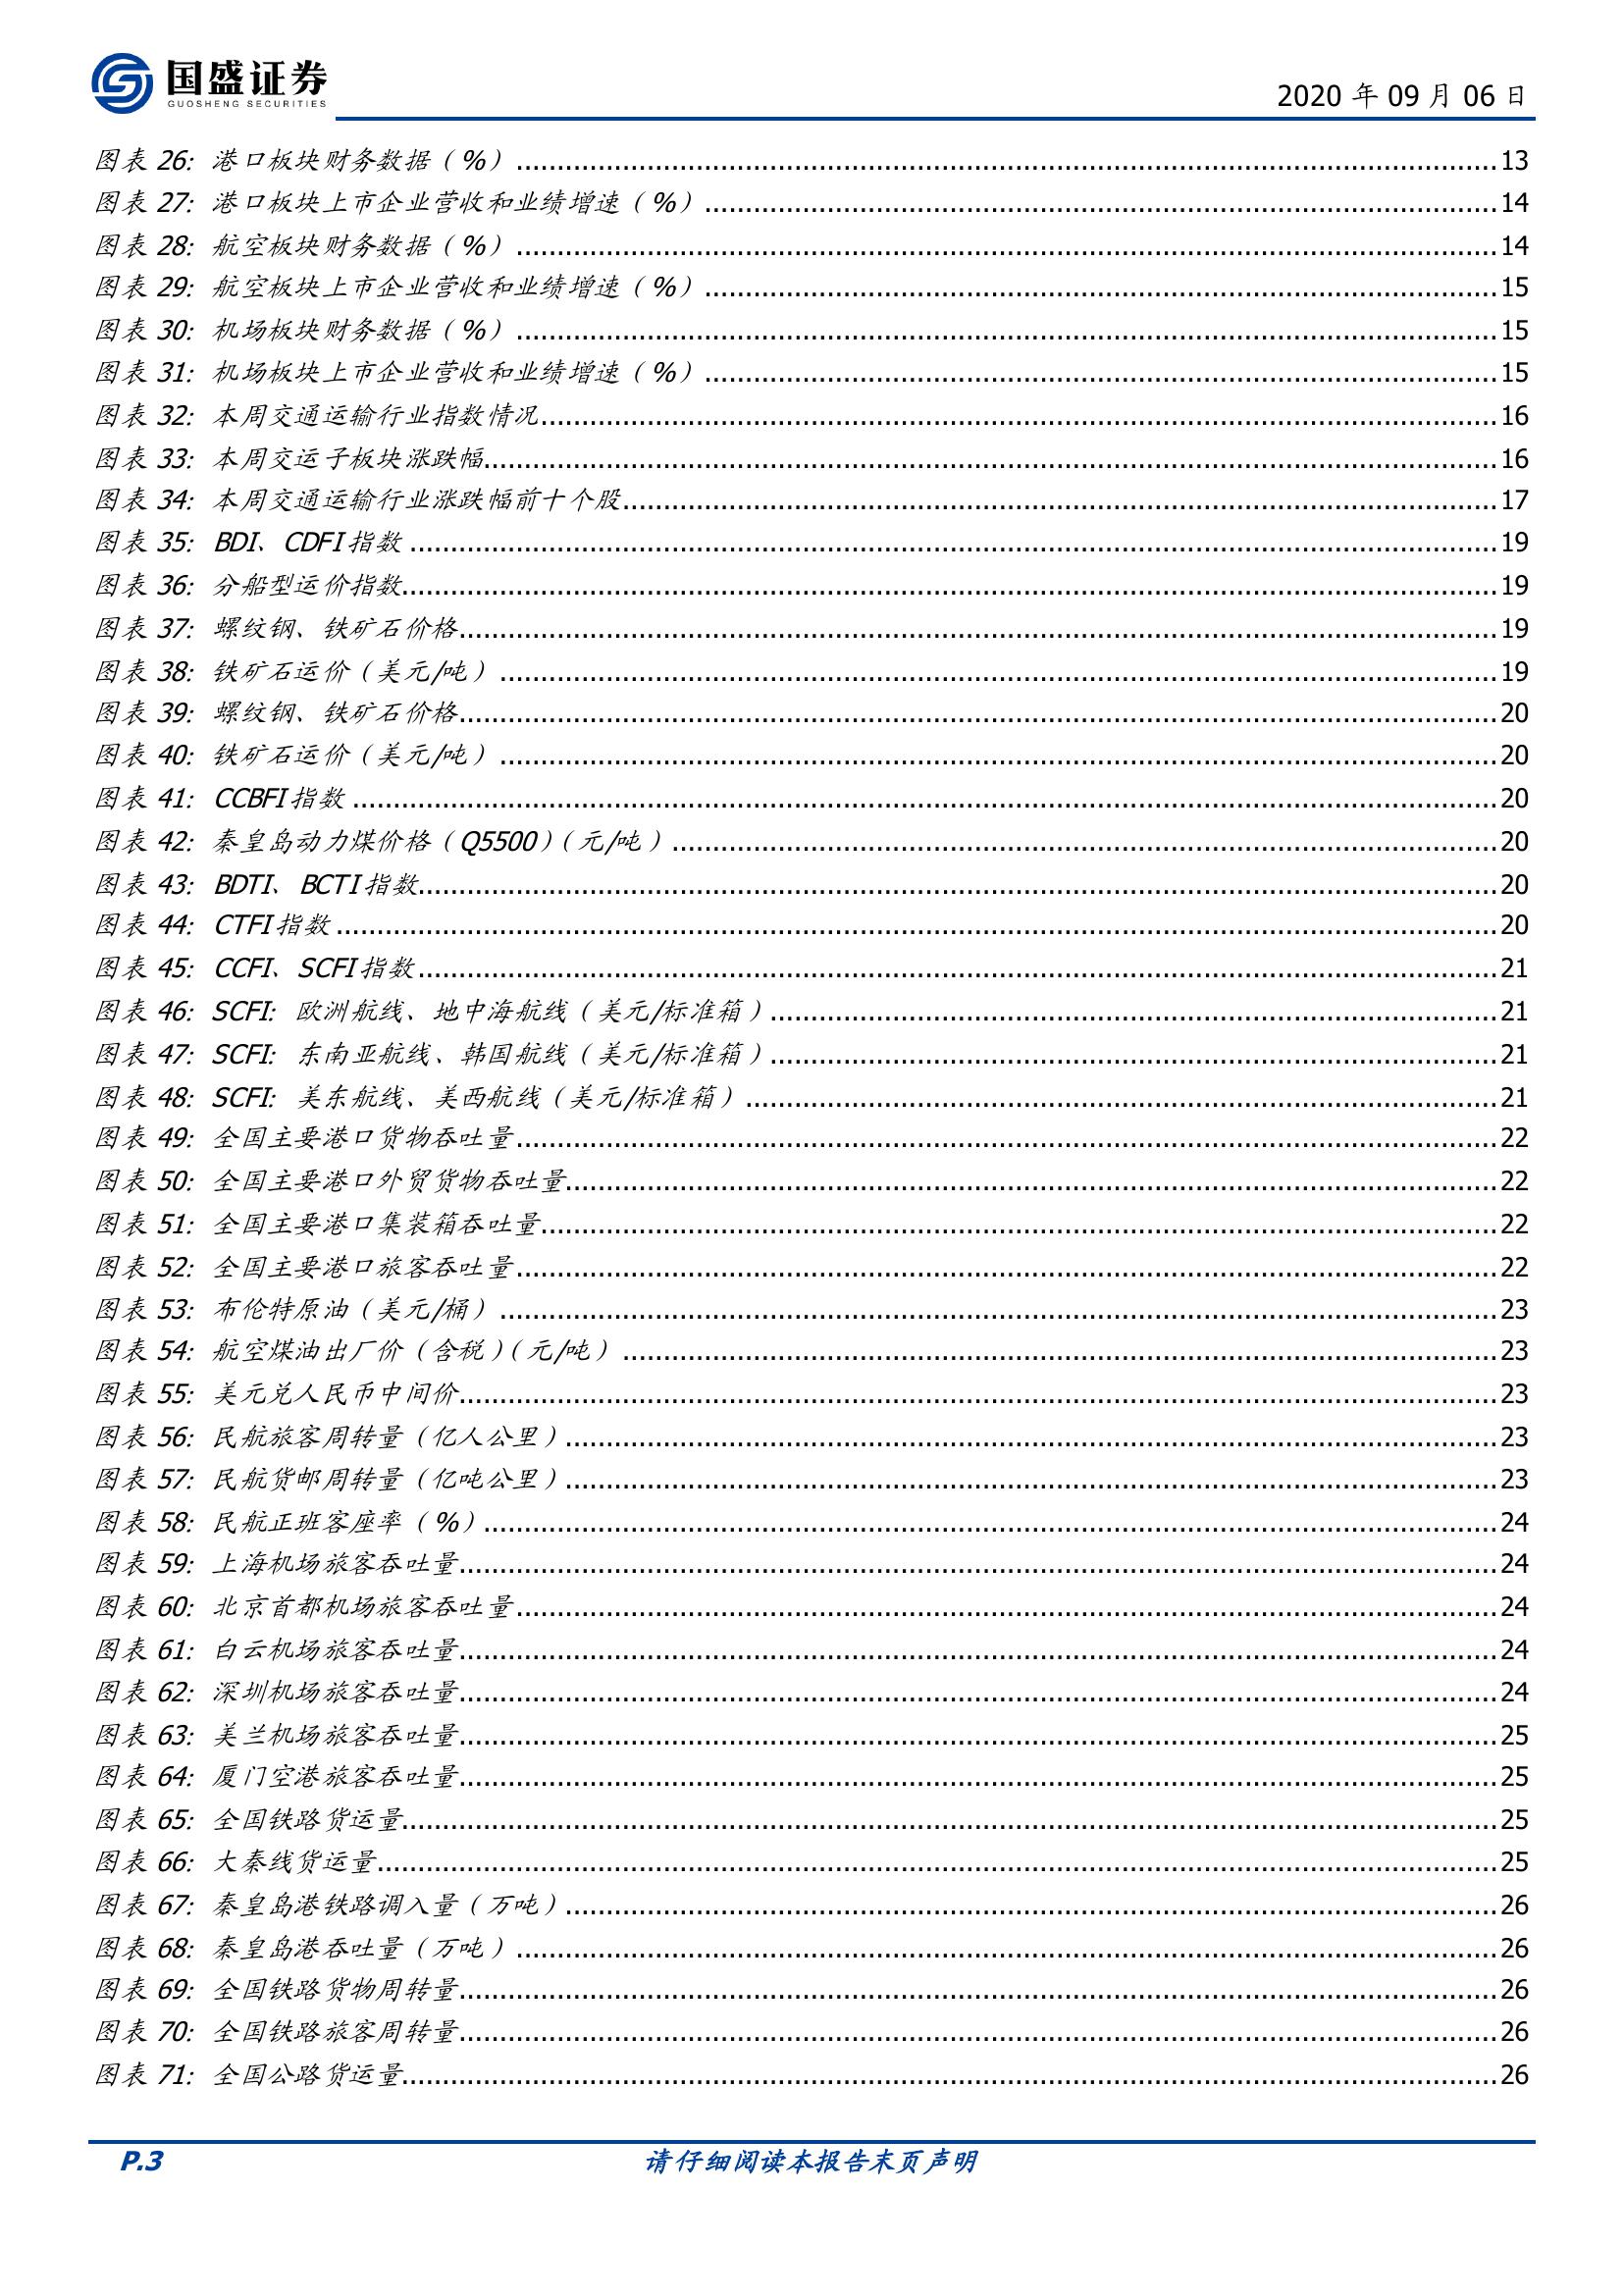 国盛证券
GUOSHENG SECURITIES
2020 年 09 月 06 日
图表 26：港口板块财务数据（%）...13
图表 27：港口板块上市企业营收和业绩增速（%）...14
图表 28：航空板块财务数据（%）...14
图表 29：航空板块上市企业营收和业绩增速（%）...15
图表 30：机场板块财务数据（%）...15
图表 31：机场板块上市企业营收和业绩增速（%）...15
图表 32：本周交通运输行业指数情况...16
图表 33：本周交运子板块涨跌幅...16
图表 34：本周交通运输行业涨跌幅前十个股...17
图表 35：BDI、CDFI 指数...19
图表 36：分船型运价指数...19
图表 37：螺纹钢、铁矿石价格...19
图表 38：铁矿石运价（美元/吨）...19
图表 39：螺纹钢、铁矿石价格...20
图表 40：铁矿石运价（美元/吨）...20
图表 41：CCBFI 指数...20
图表 42：秦皇岛动力煤价格（Q5500）（元/吨）...20
图表 43：BDTI、BCTI 指数...20
图表 44：CTFI 指数...20
图表 45：CCFI、SCFI 指数...21
图表 46：SCFI：欧洲航线、地中海航线（美元/标准箱）...21
图表 47：SCFI：东南亚航线、韩国航线（美元/标准箱）...21
图表 48：SCFI：美东航线、美西航线（美元/标准箱）...21
图表 49：全国主要港口货物吞吐量...22
图表 50：全国主要港口外贸货物吞吐量...22
图表 51：全国主要港口集装箱吞吐量...22
图表 52：全国主要港口旅客吞吐量...22
图表 53：布伦特原油（美元/桶）...23
图表 54：航空煤油出厂价（含税）（元/吨）...23
图表 55：美元兑人民币中间价...23
图表 56：民航旅客周转量（亿人公里）...23
图表 57：民航货邮周转量（亿吨公里）...23
图表 58：民航正班客座率（%）...24
图表 59：上海机场旅客吞吐量...24
图表 60：北京首都机场旅客吞吐量...24
图表 61：白云机场旅客吞吐量...24
图表 62：深圳机场旅客吞吐量...24
图表 63：美兰机场旅客吞吐量...25
图表 64：厦门空港旅客吞吐量...25
图表 65：全国铁路货运量...25
图表 66：大秦线货运量...25
图表 67：秦皇岛港铁路调入量（万吨）...26
图表 68：秦皇岛港吞吐量（万吨）...26
图表 69：全国铁路货物周转量...26
图表 70：全国铁路旅客周转量...26
图表 71：全国公路货运量...26
P.3 请仔细阅读本报告末页声明